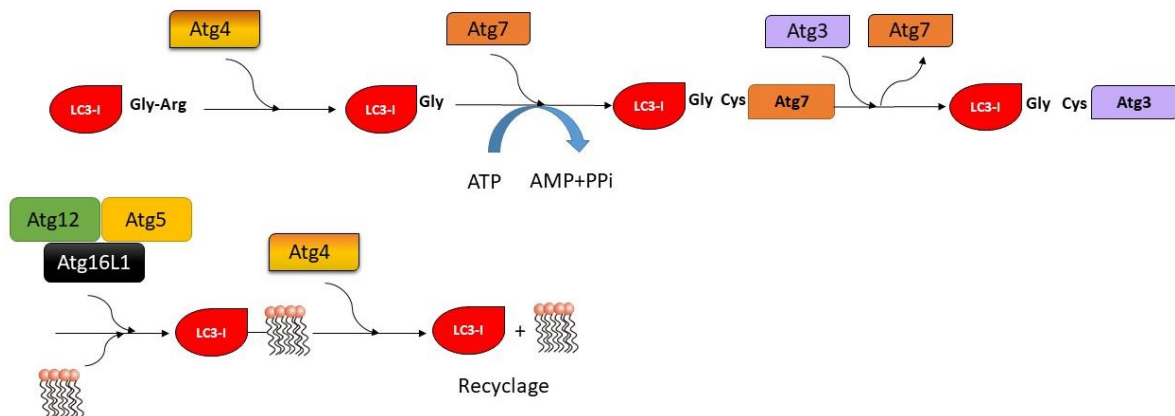 Atg4
Atg7
Atg3
Atg7
LC3-I
Gly-Arg
LC3-I
Gly
LC3-I
Gly
Cys
Atg7
LC3-I
Gly
Cys
Atg3
ATP
AMP+PPi
Atg12
Atg5
Atg16L1
Atg4
LC3-I
LC3-I
+
Recyclage